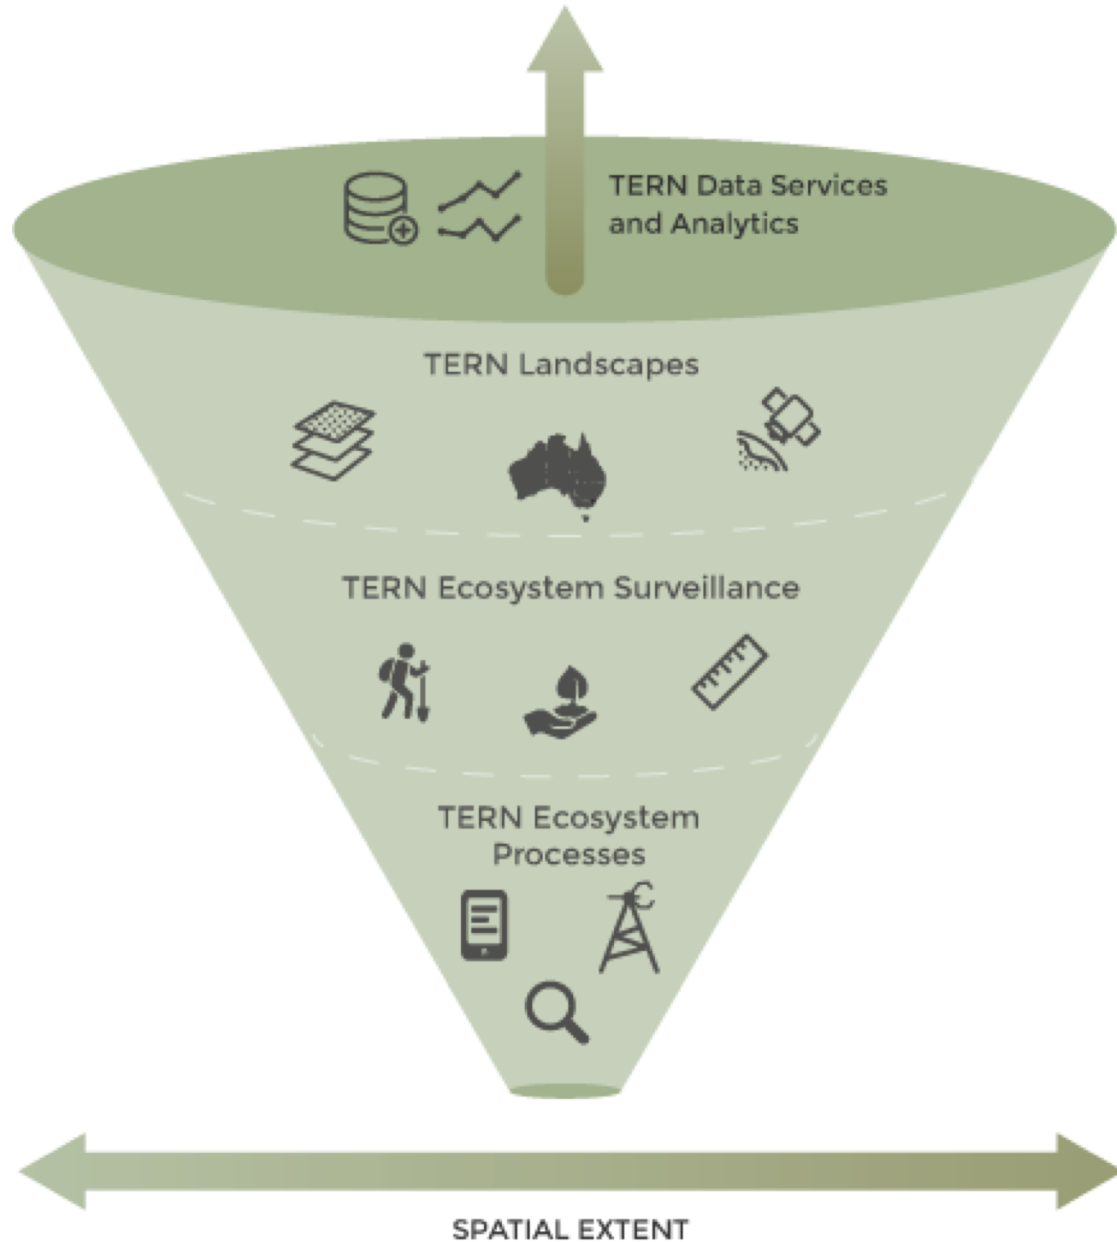 TERN Data Services
and Analytics
TERN Landscapes
TERN Ecosystem Surveillance
TERN Ecosystem
Processes
SPATIAL EXTENT